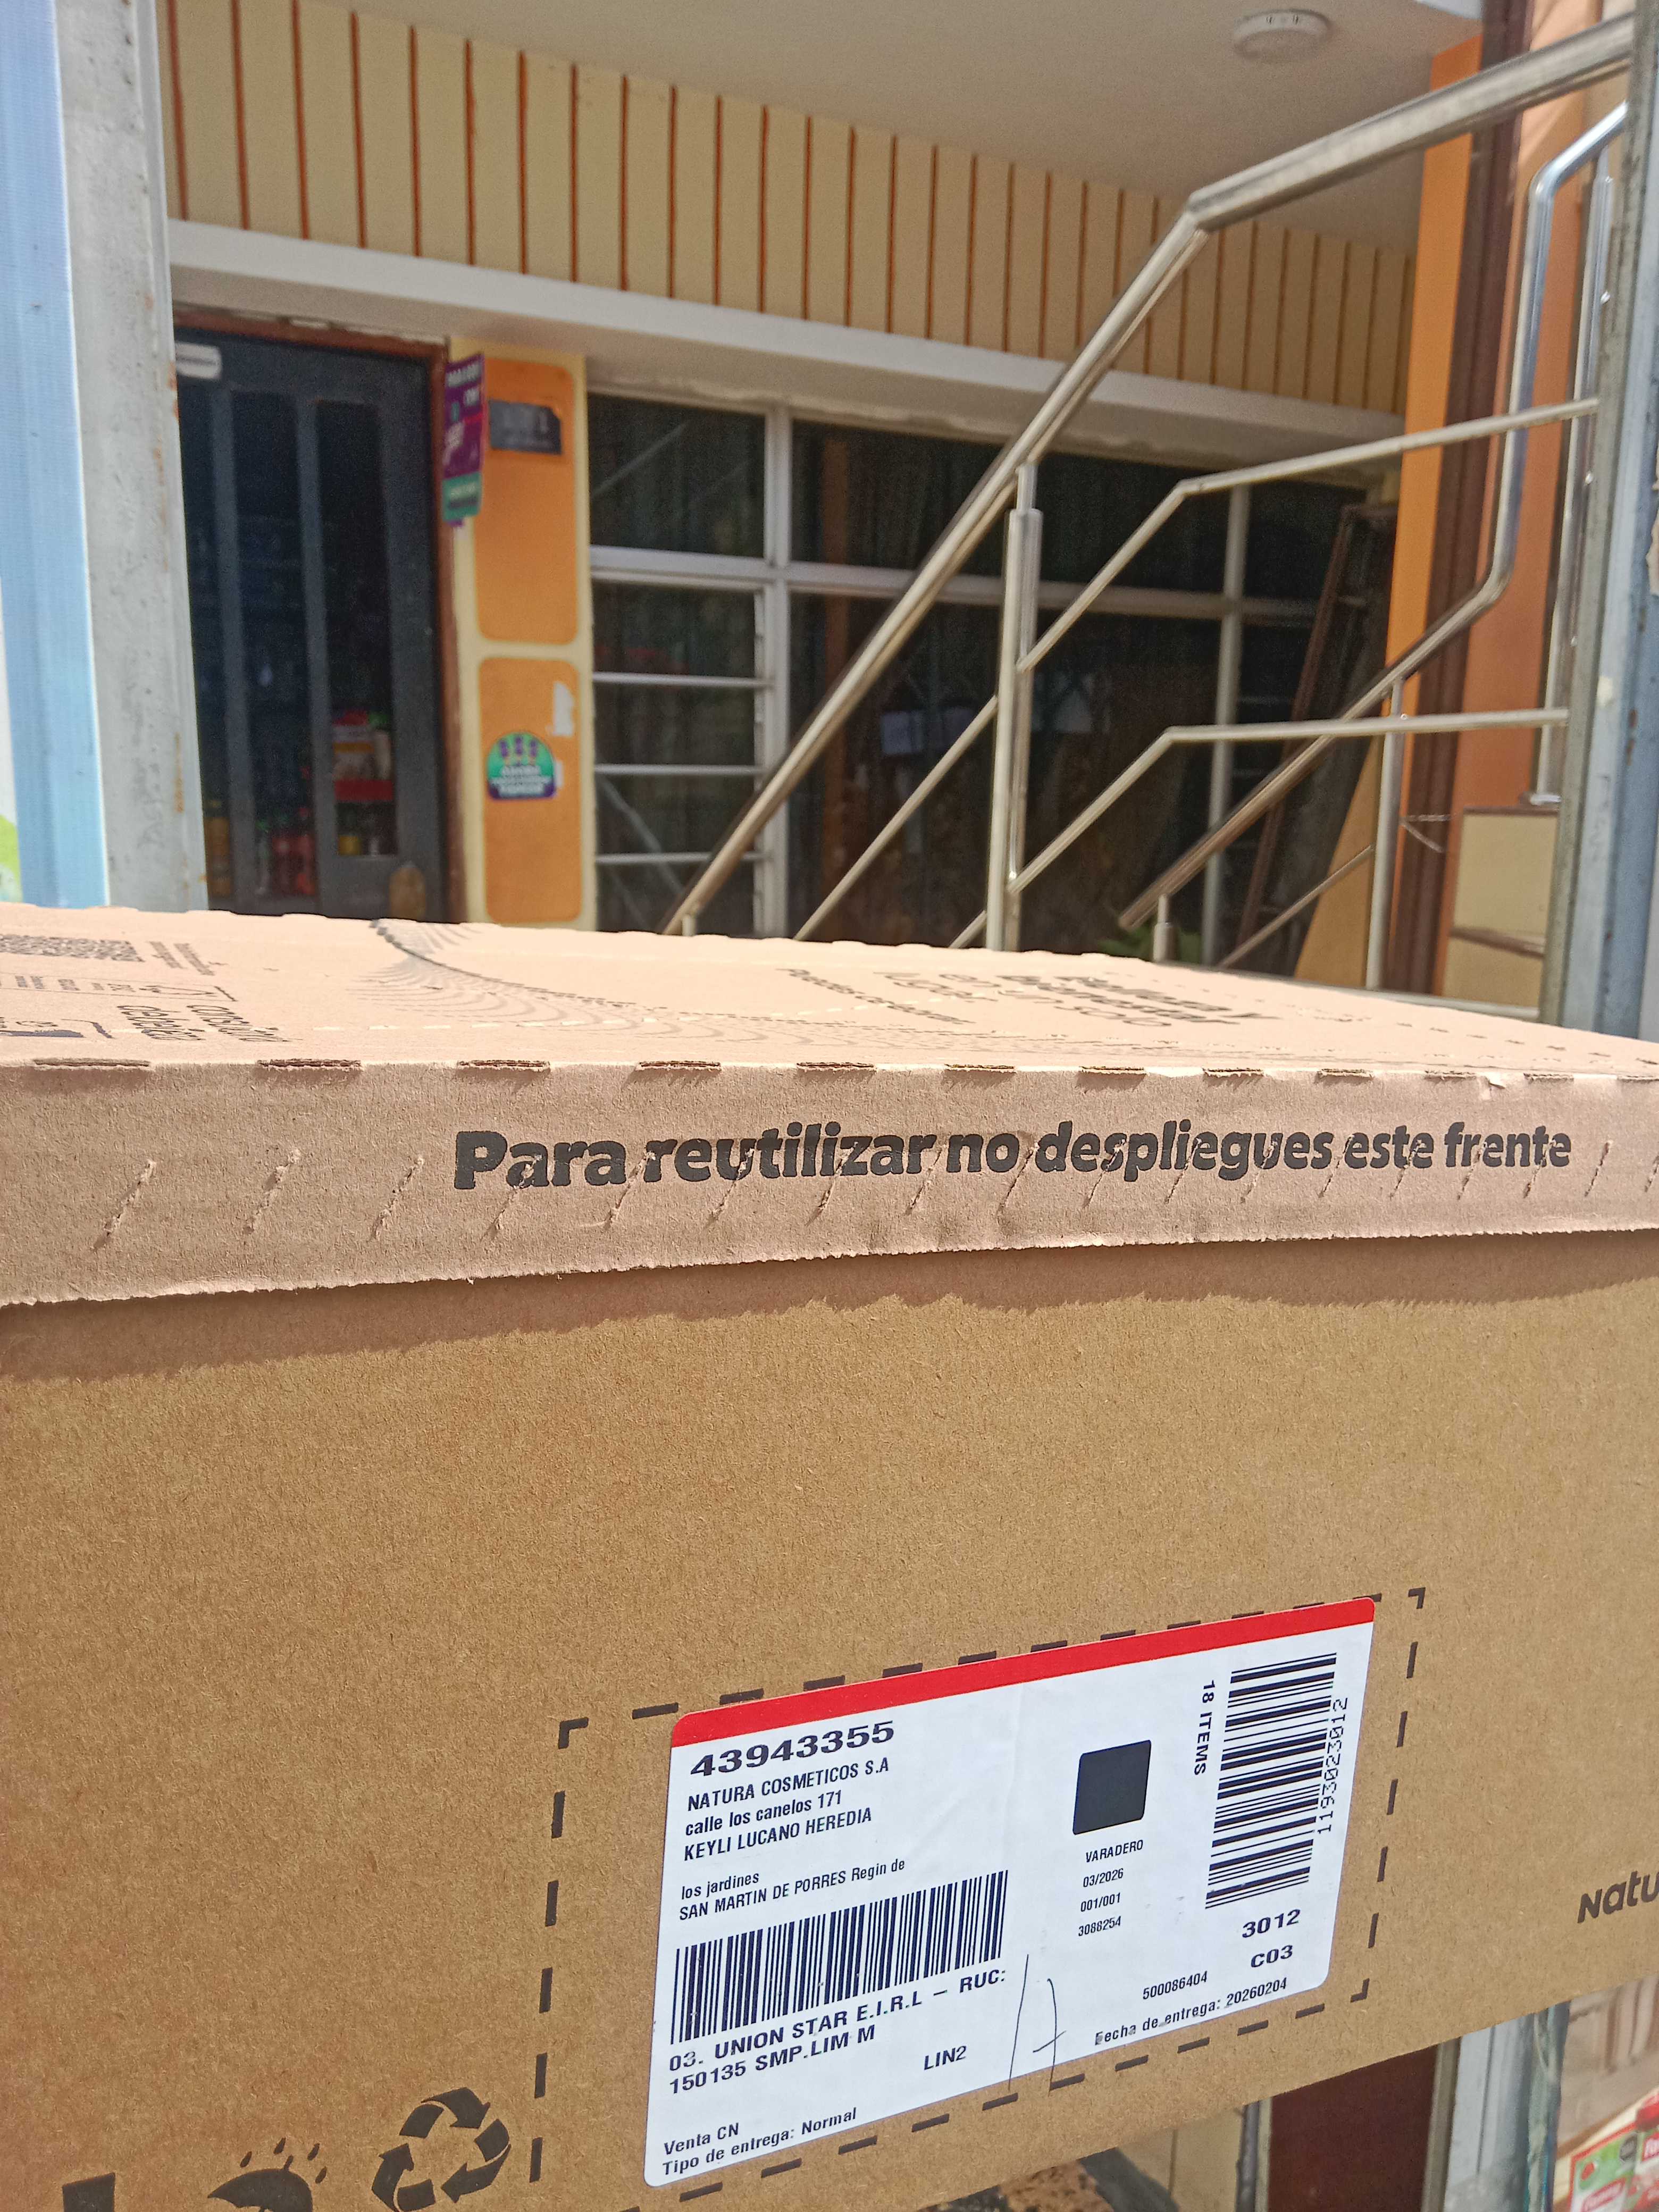 Para reutilizar no despliegues este frente
43943355
NATURA COSMETICOS S.A
calle los canelos 171
KEYLI LUCANO HEREDIA
los jardines
SAN MARTIN DE PORRES Regin de
03. UNION STAR E.I.R.L – RUC:
150135 SMP.LIM M
LIN2
Venta CN
Tipo de entrega: Normal
VARADERO
03/2026
001/001
3088254
18 ITEMS
1193023012
3012
C03
500086404
Fecha de entrega: 20260204
Natu